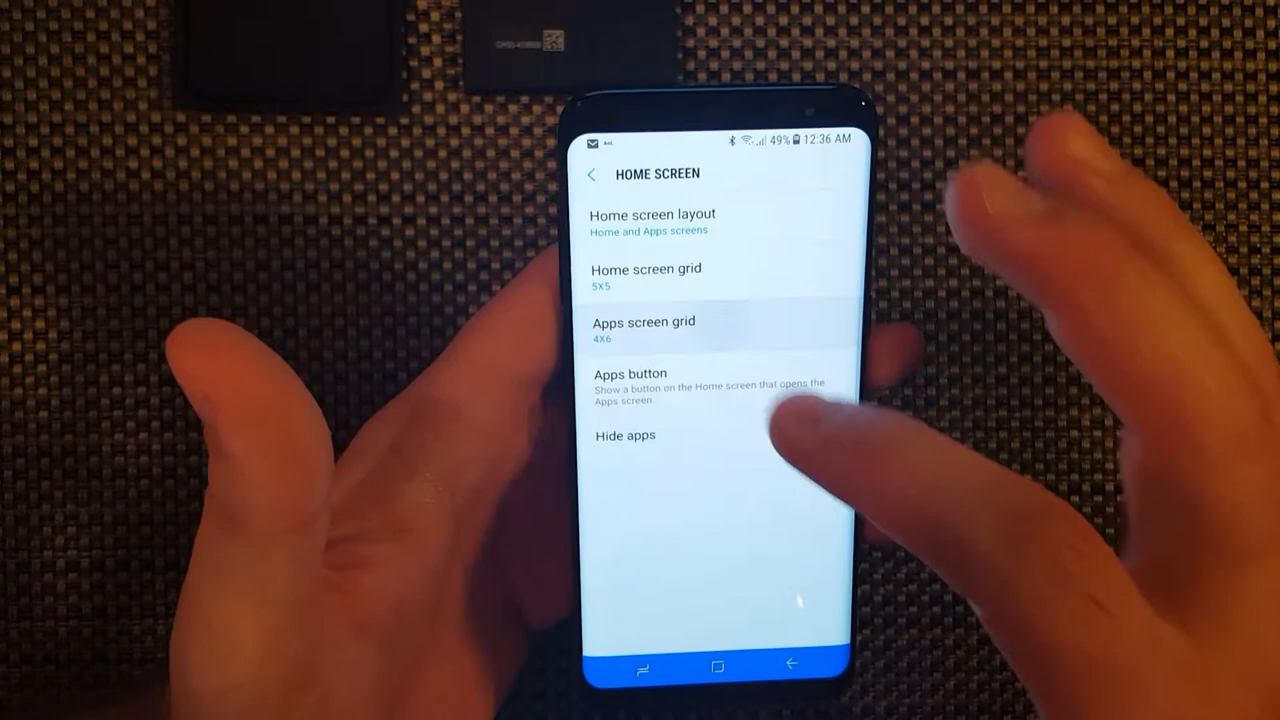 49% 12:36 AM
HOME SCREEN
Home screen layout
Home and Apps screens
Home screen grid
5X5
Apps screen grid
4X6
Apps button
Show a button on the Home screen that opens the
Apps screen.
Hide apps